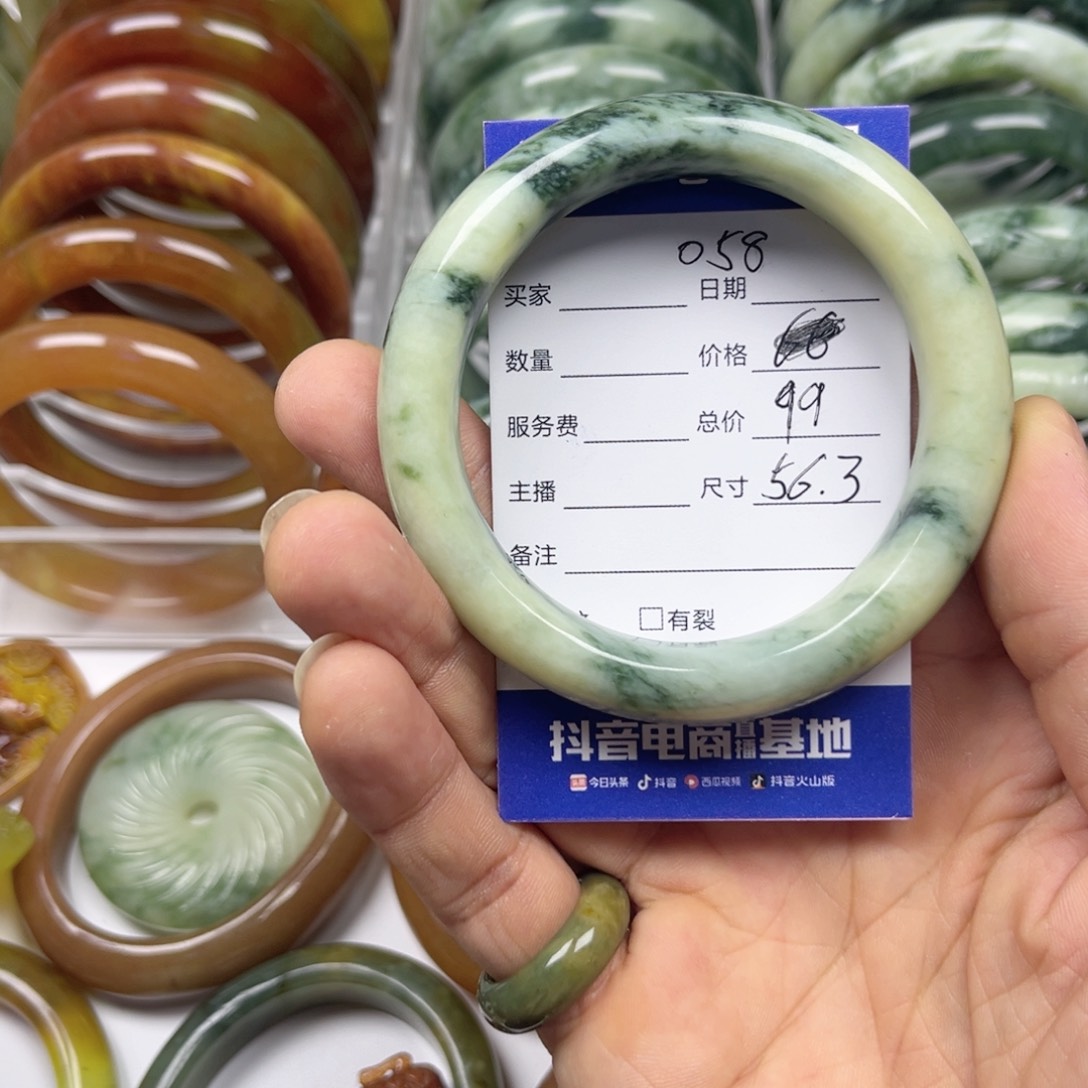 058
买家 日期
数量 价格
服务费 总价 99
主播 尺寸 56.3
备注
□有裂
抖音电商直播基地
今日头条 抖音 西瓜视频 抖音火山版